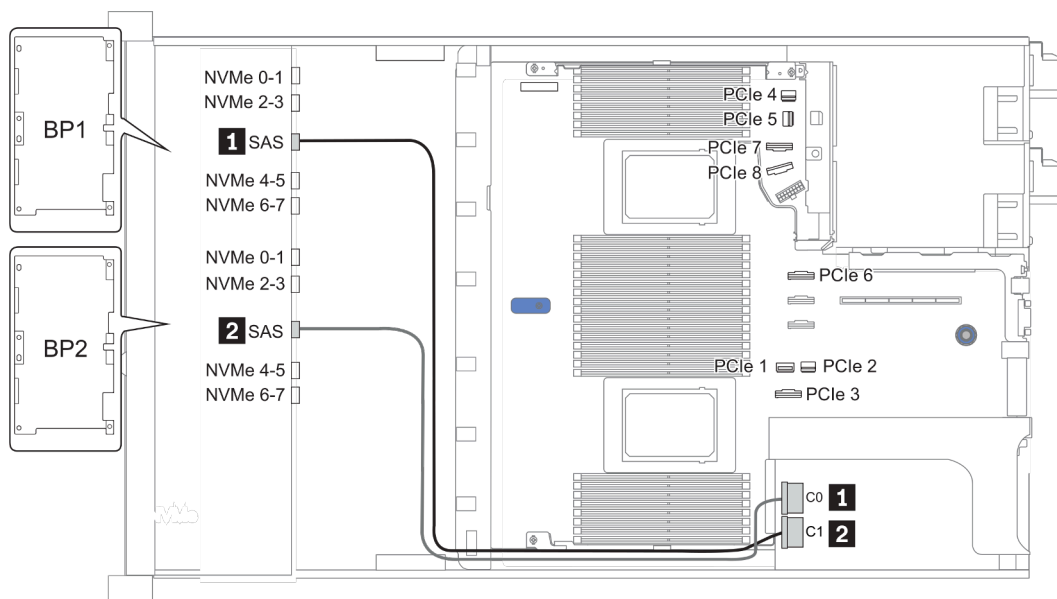 BP1
NVMe 0-1
NVMe 2-3
1 SAS
NVMe 4-5
NVMe 6-7
BP2
NVMe 0-1
NVMe 2-3
2 SAS
NVMe 4-5
NVMe 6-7
PCIe 4
PCIe 5
PCIe 7
PCIe 8
PCIe 6
PCIe 1
PCIe 2
PCIe 3
C0 1
C1 2